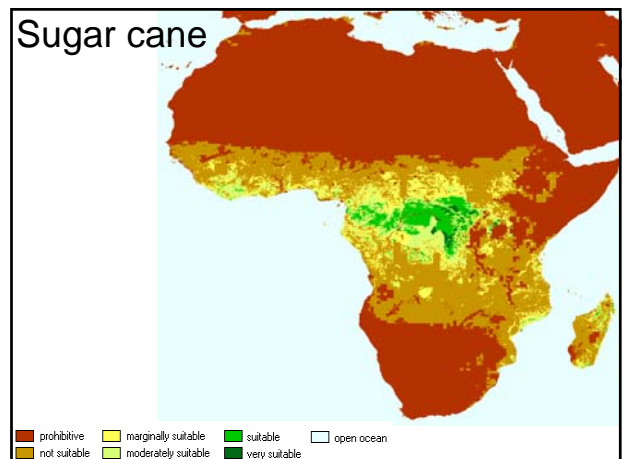 Sugar cane
prohibitive marginally suitable suitable open ocean
not suitable moderately suitable very suitable